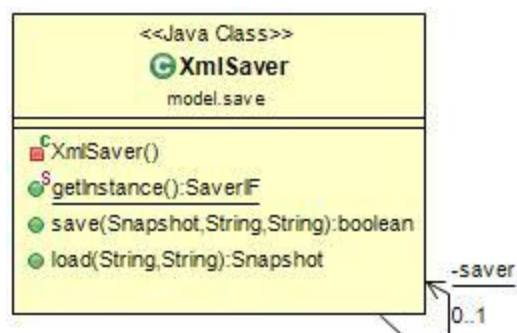 <<Java Class>>
XmlSaver
model.save
XmlSaver()
getInstance():SaverIF
save(Snapshot,String,String):boolean
load(String,String):Snapshot
-saver
0..1